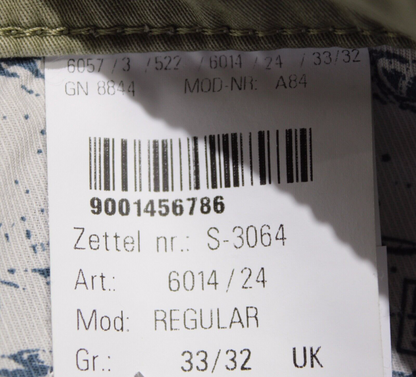 6057 / 3 / 522 / 6014 / 24 / 33/32
GN 8844 MOD-NR: A84
9001456786
Zettel nr.: S-3064
Art.: 6014/24
Mod: REGULAR
Gr.: 33/32 UK